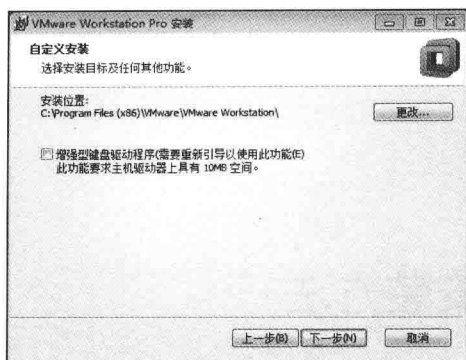 VMware Workstation Pro 安装
自定义安装
选择安装目标及任何其他功能。
安装位置:
C:\Program Files (x86)\VMware\VMware Workstation\
更改...
增强型键盘驱动程序(需要重新引导以使用此功能(E)
此功能要求主机驱动器上具有 10MB 空间。
上一步(B) 下一步(N) 取消